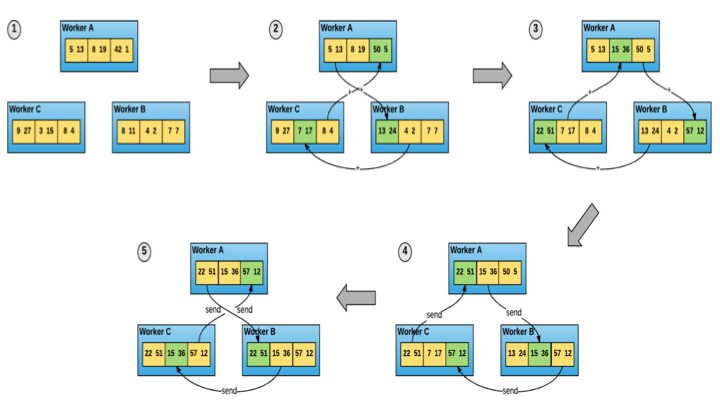 1
Worker A
5 13 8 19 42 1
Worker C
9 27 3 15 8 4
Worker B
8 11 4 2 7 7
2
Worker A
5 13 8 19 50 5
+ +
Worker C
9 27 7 17 8 4
Worker B
13 24 4 2 7 7
+
3
Worker A
5 13 15 36 50 5
+ +
Worker C
22 51 7 17 8 4
Worker B
13 24 4 2 57 12
+
5
Worker A
22 51 15 36 57 12
send send
Worker C
22 51 15 36 57 12
Worker B
22 51 15 36 57 12
send
4
Worker A
22 51 15 36 50 5
send send
Worker C
22 51 7 17 57 12
Worker B
13 24 15 36 57 12
send